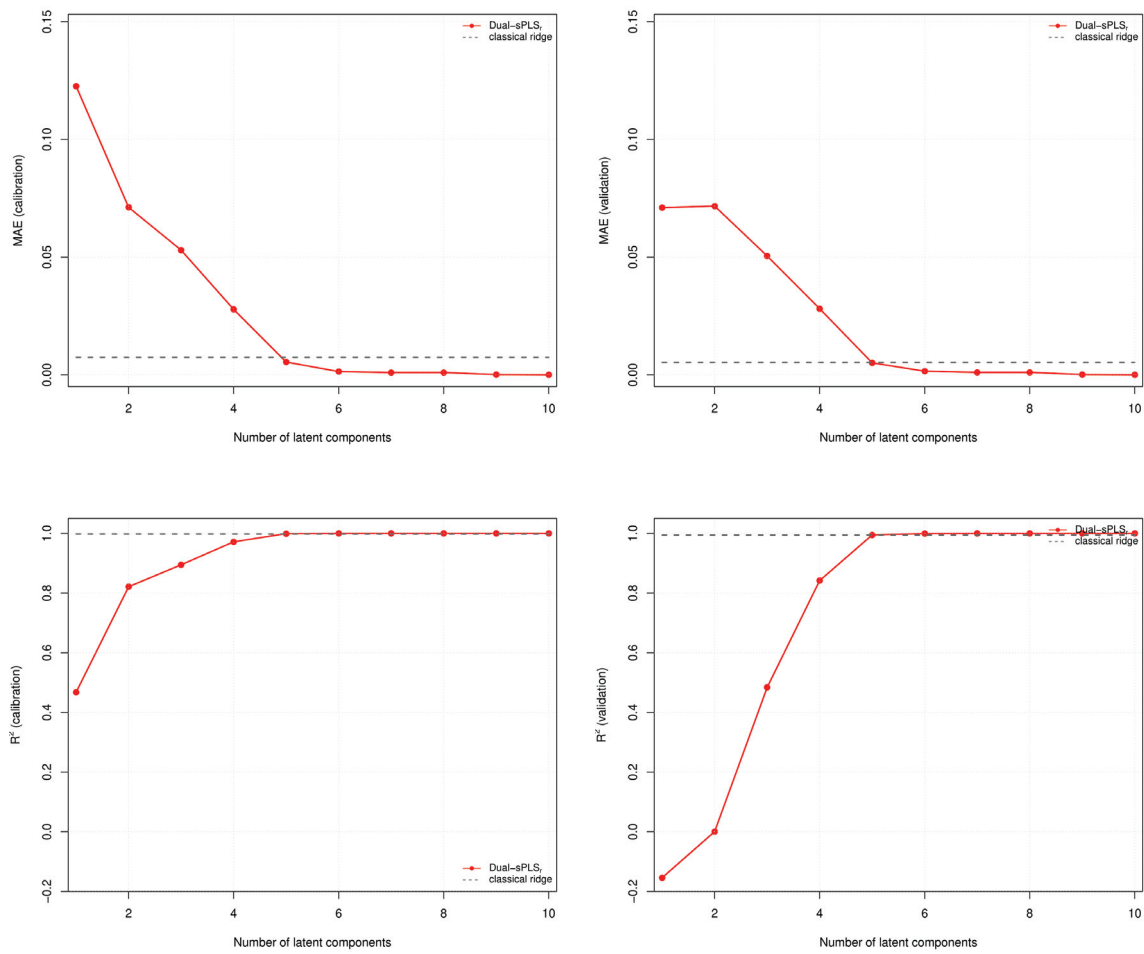 0.15
0.10
0.05
0.00
MAE (calibration)
Dual−sPLSr
classical ridge
2 4 6 8 10
Number of latent components
0.15
0.10
0.05
0.00
MAE (validation)
Dual−sPLSr
classical ridge
2 4 6 8 10
Number of latent components
1.0
0.8
0.6
0.4
0.2
0.0
−0.2
R² (calibration)
Dual−sPLSr
classical ridge
2 4 6 8 10
Number of latent components
1.0
0.8
0.6
0.4
0.2
0.0
−0.2
R² (validation)
Dual−sPLSr
classical ridge
2 4 6 8 10
Number of latent components